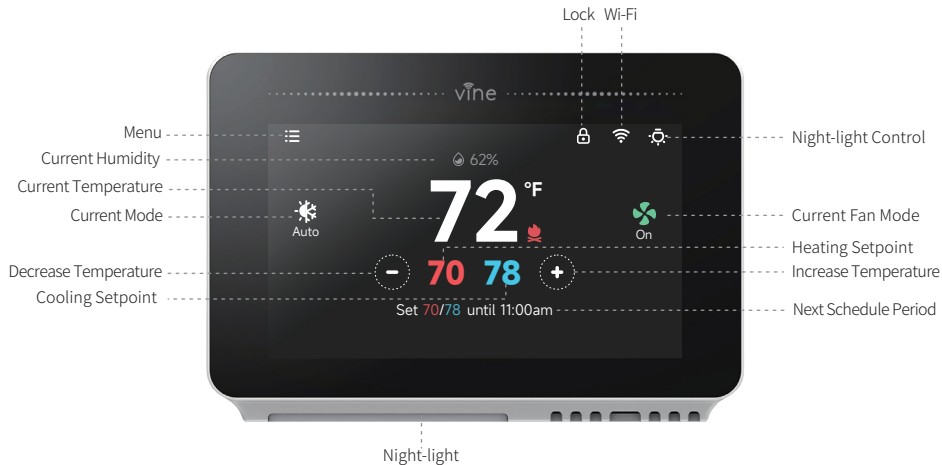 Lock Wi-Fi
vine
Menu
Night-light Control
Current Humidity
62%
Current Temperature
72 °F
Current Mode
Auto
On
Current Fan Mode
Heating Setpoint
Decrease Temperature
- 70 78 +
Increase Temperature
Cooling Setpoint
Set 70/78 until 11:00am
Next Schedule Period
Night-light